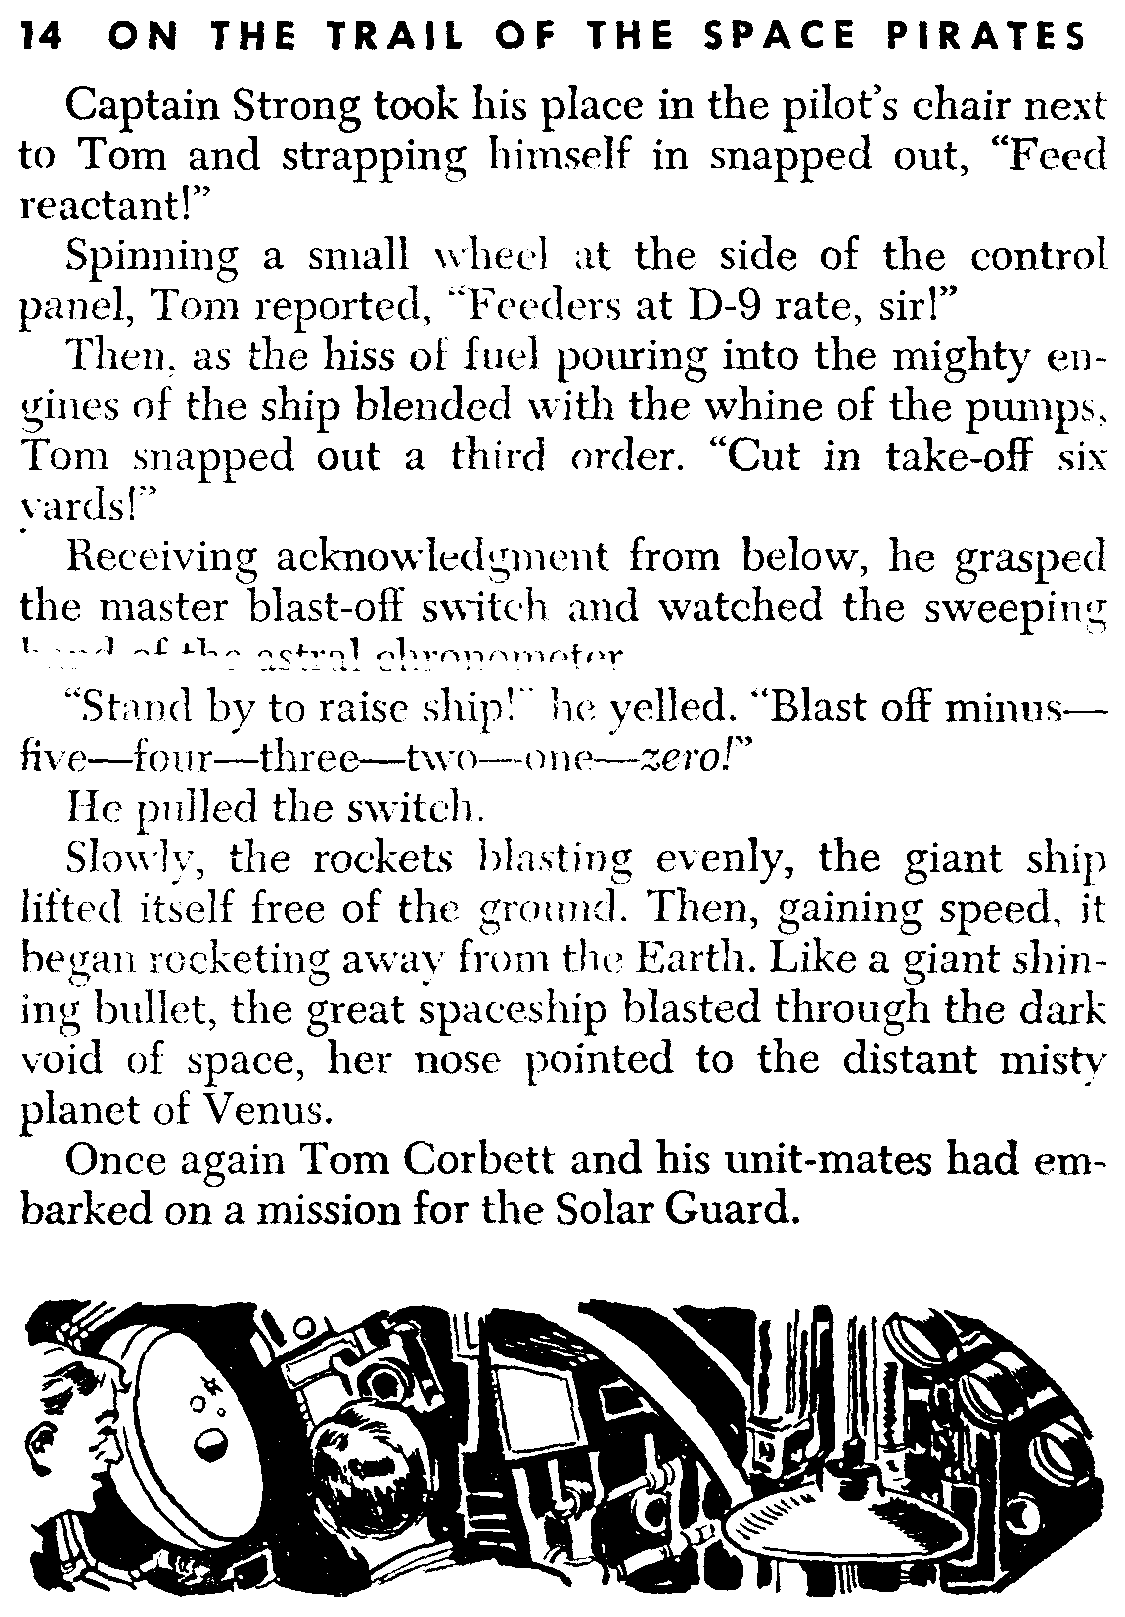 14 ON THE TRAIL OF THE SPACE PIRATES
Captain Strong took his place in the pilot's chair next
to Tom and strapping himself in snapped out, “Feed
reactant!”
Spinning a small wheel at the side of the control
panel, Tom reported, “Feeders at D-9 rate, sir!”
Then, as the hiss of fuel pouring into the mighty en-
gines of the ship blended with the whine of the pumps,
Tom snapped out a third order. “Cut in take-off six
yards!”
Receiving acknowledgment from below, he grasped
the master blast-off switch and watched the sweeping
hand of the astral chronometer
“Stand by to raise ship!” he yelled. “Blast off minus—
five—four—three—two—one—zero!”
He pulled the switch.
Slowly, the rockets blasting evenly, the giant ship
lifted itself free of the ground. Then, gaining speed, it
began rocketing away from the Earth. Like a giant shin-
ing bullet, the great spaceship blasted through the dark
void of space, her nose pointed to the distant misty
planet of Venus.
Once again Tom Corbett and his unit-mates had em-
barked on a mission for the Solar Guard.